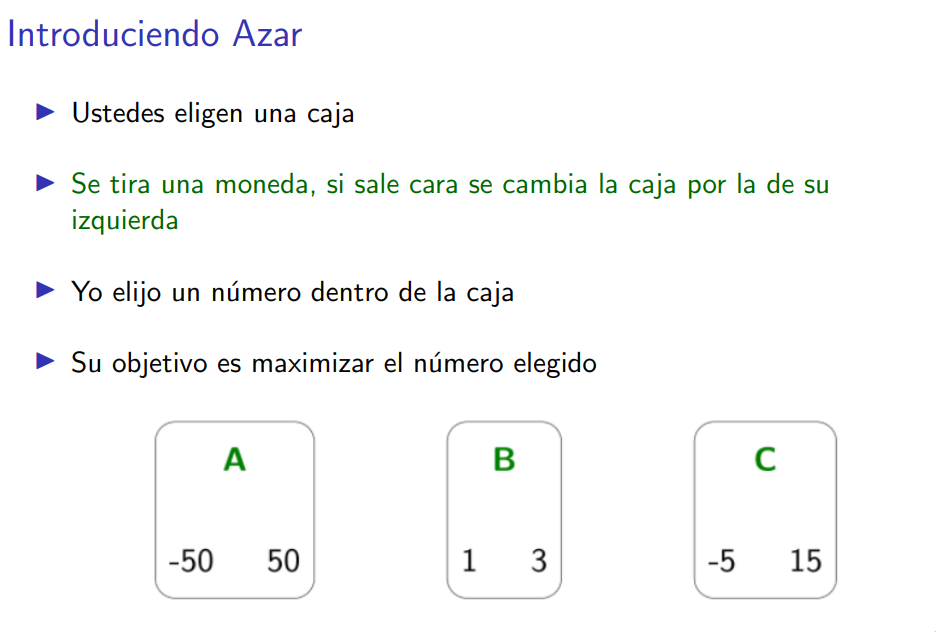 Introduciendo Azar
▶ Ustedes eligen una caja
▶ Se tira una moneda, si sale cara se cambia la caja por la de su
izquierda
▶ Yo elijo un número dentro de la caja
▶ Su objetivo es maximizar el número elegido
A B C
-50 50 1 3 -5 15